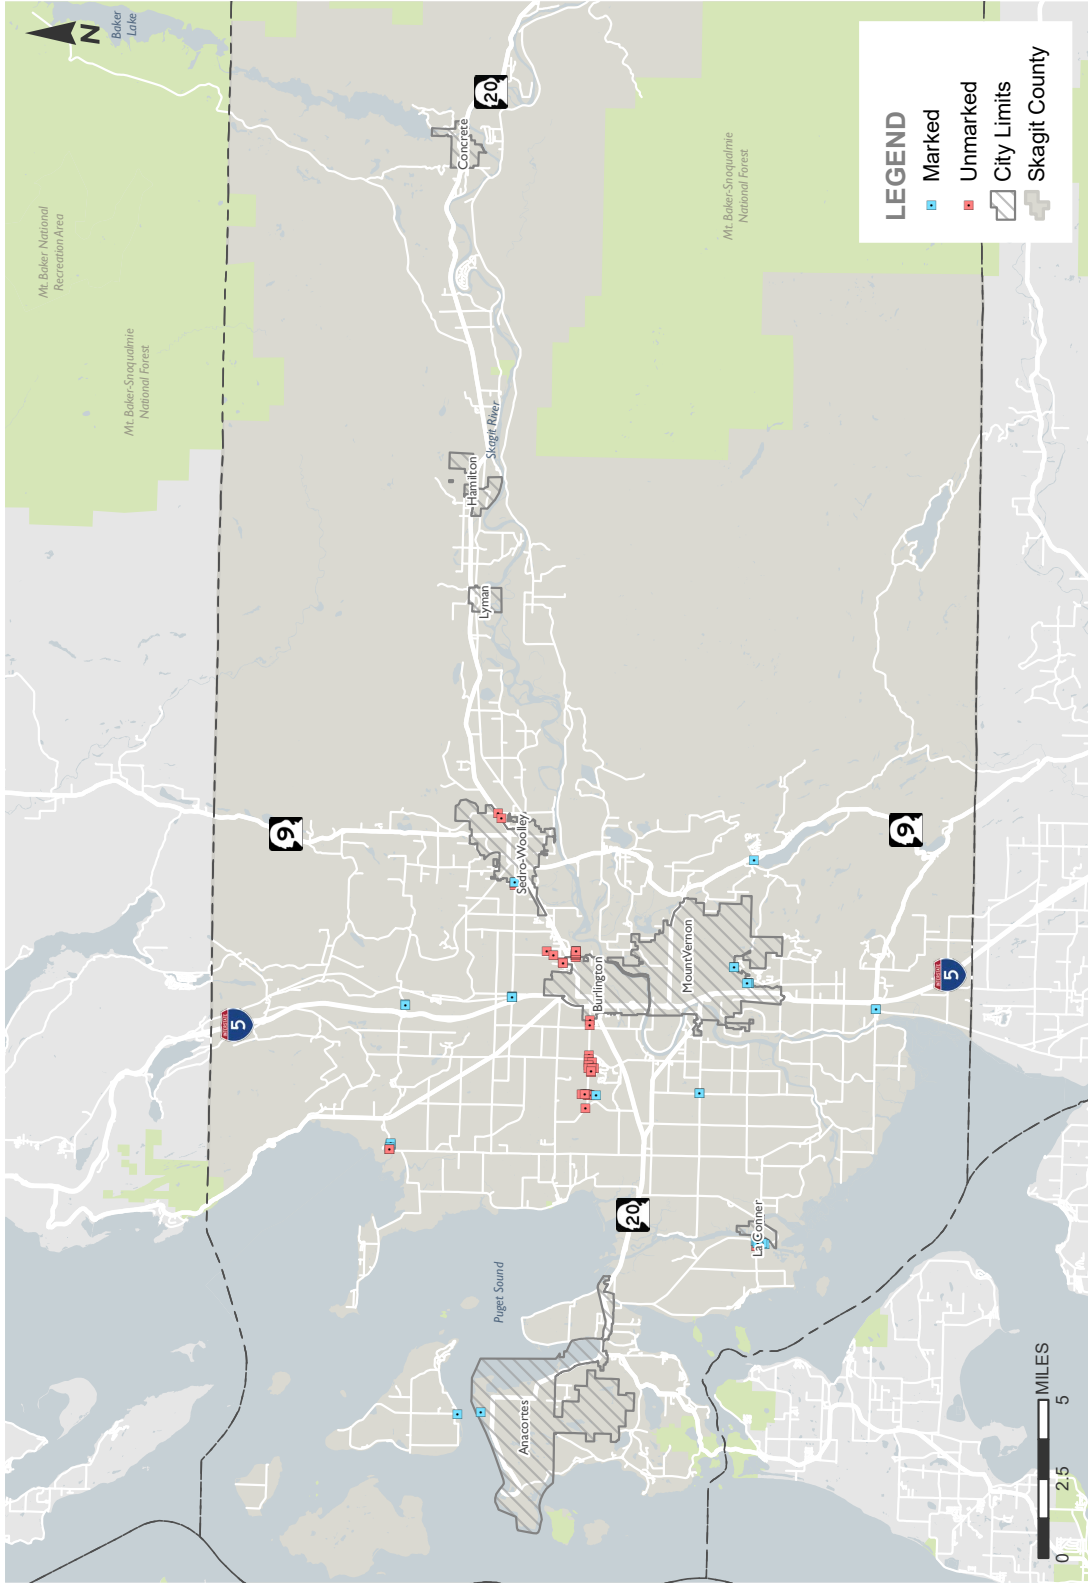 N
Baker
Lake
Mt. Baker National
Recreation Area
Mt. Baker-Snoqualmie
National Forest
Mt. Baker-Snoqualmie
National Forest
20
Concrete
Skagit River
Hamilton
Lyman
9
Sedro-Woolley
9
Burlington
Mount Vernon
5
5
20
La Conner
Puget Sound
Anacortes
LEGEND
Marked
Unmarked
City Limits
Skagit County
0 2.5 5
MILES